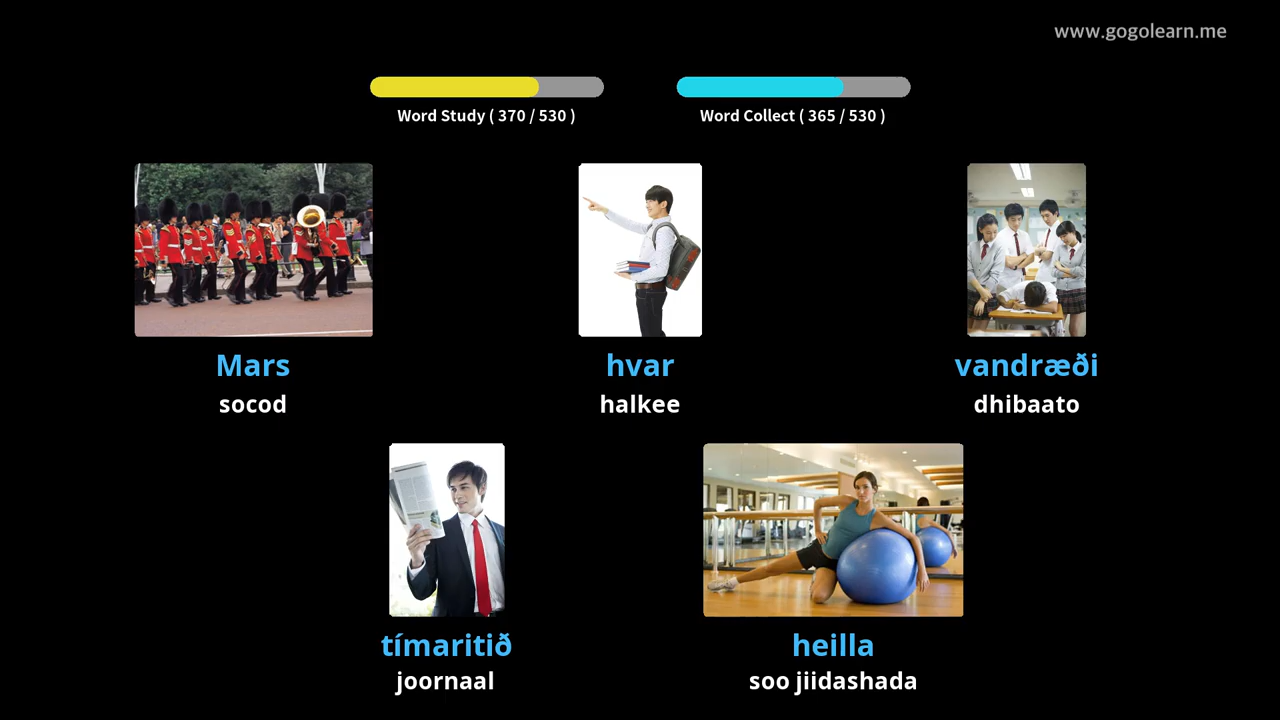 www.gogolearn.me
Word Study ( 370 / 530 )
Word Collect ( 365 / 530 )
Mars
socod
hvar
halkee
vandræði
dhibaato
tímaritið
joornaal
heilla
soo jiidashada